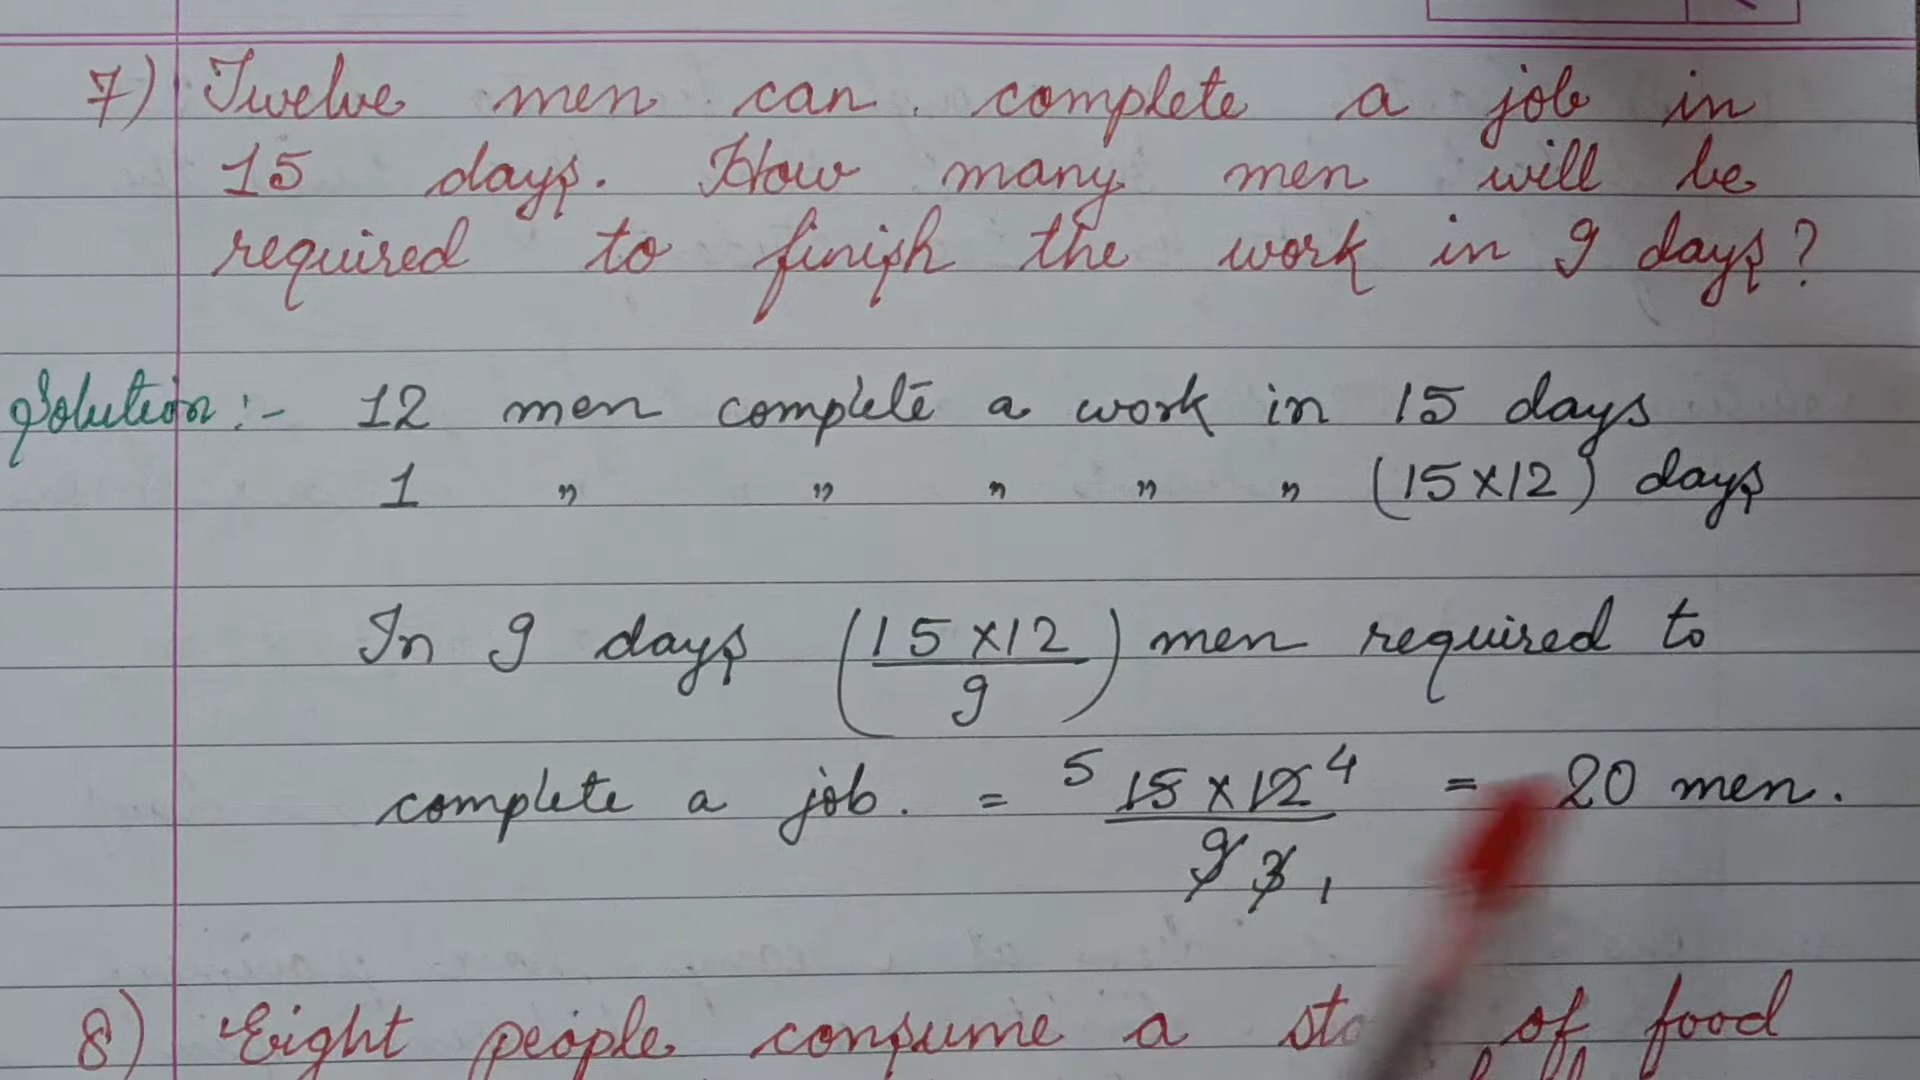 7) Twelve men can complete a job in
15 days. How many men will be
required to finish the work in 9 days?
Solution :- 12 men complete a work in 15 days
1 " " " " " (15×12) days
In 9 days (15×12/9) men required to
complete a job. = 5 15×12 4 / 9 3 1 = 20 men.
8) Eight people consume a of food